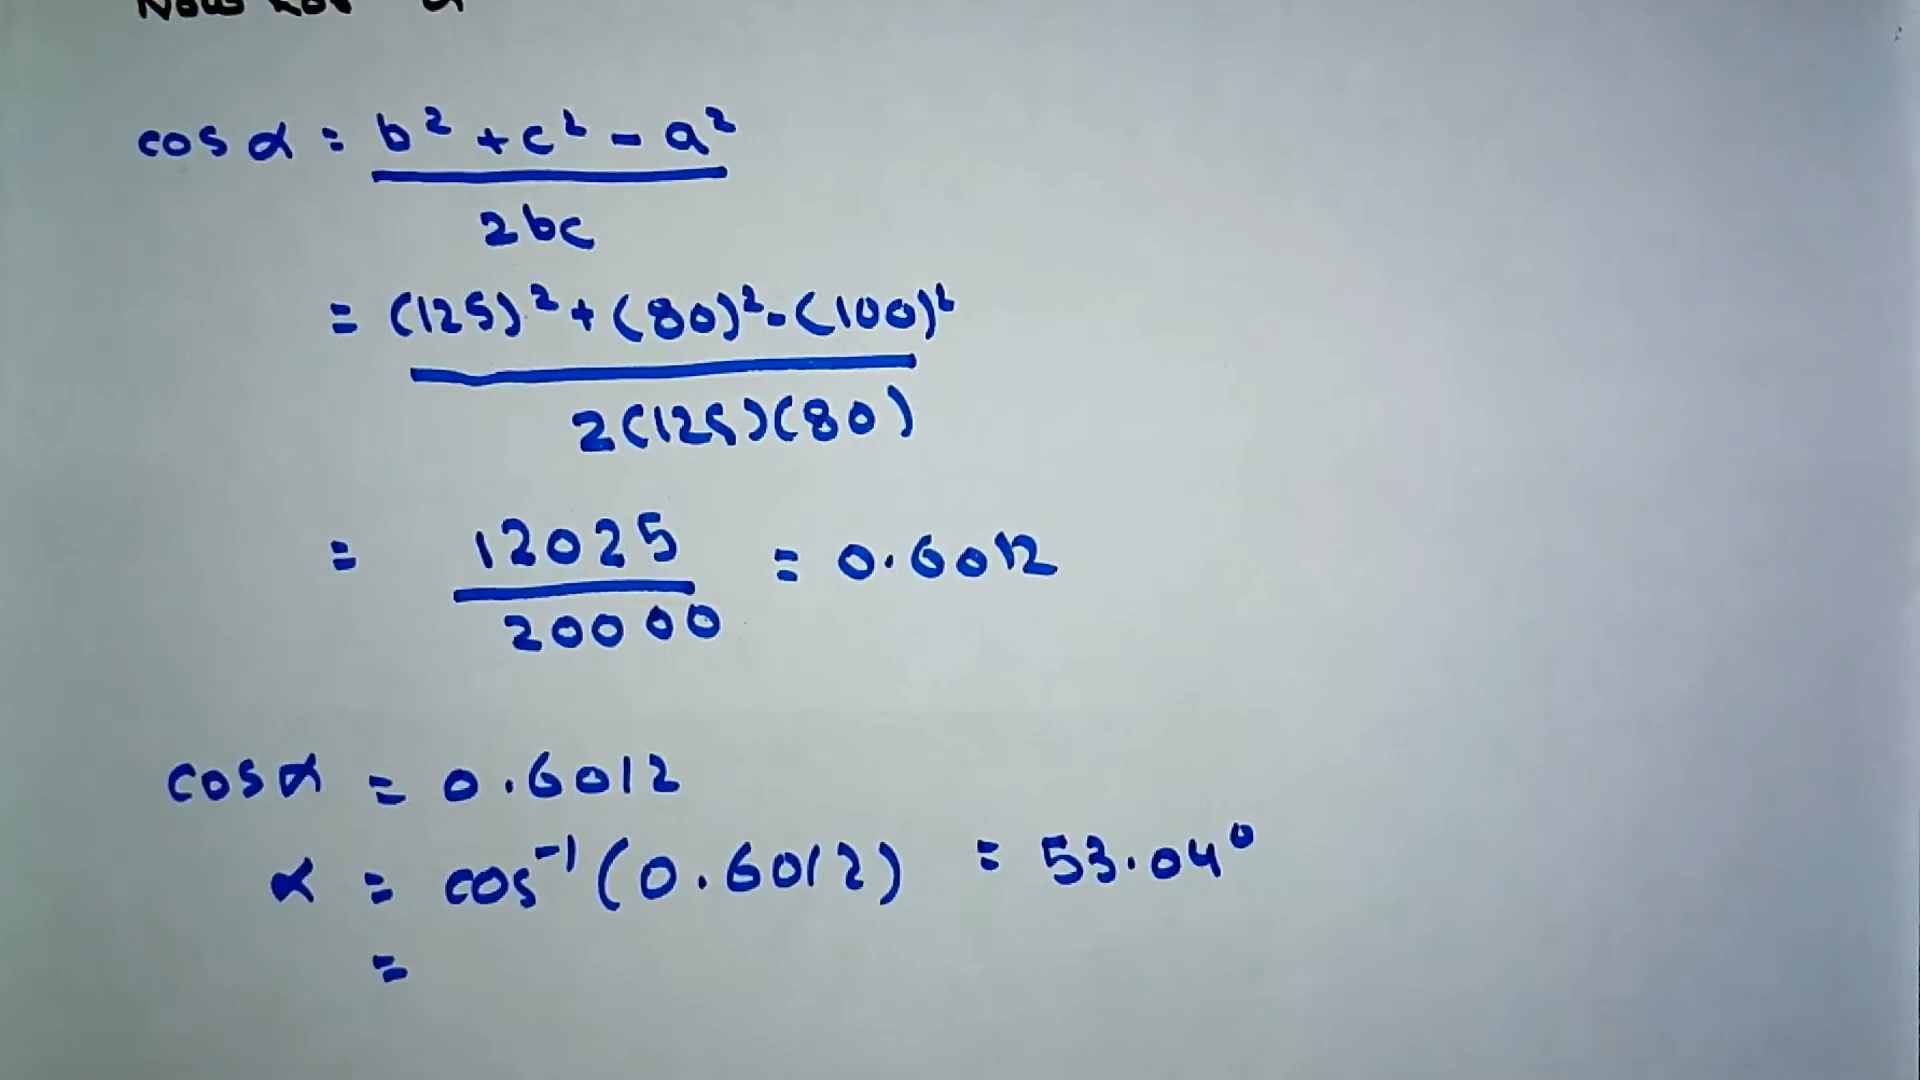 cos α = b² + c² - a²
2bc
= (125)² + (80)² - (100)²
2(125)(80)
= 12025 = 0.6012
20000
cos α = 0.6012
α = cos⁻¹(0.6012) = 53.04°
=